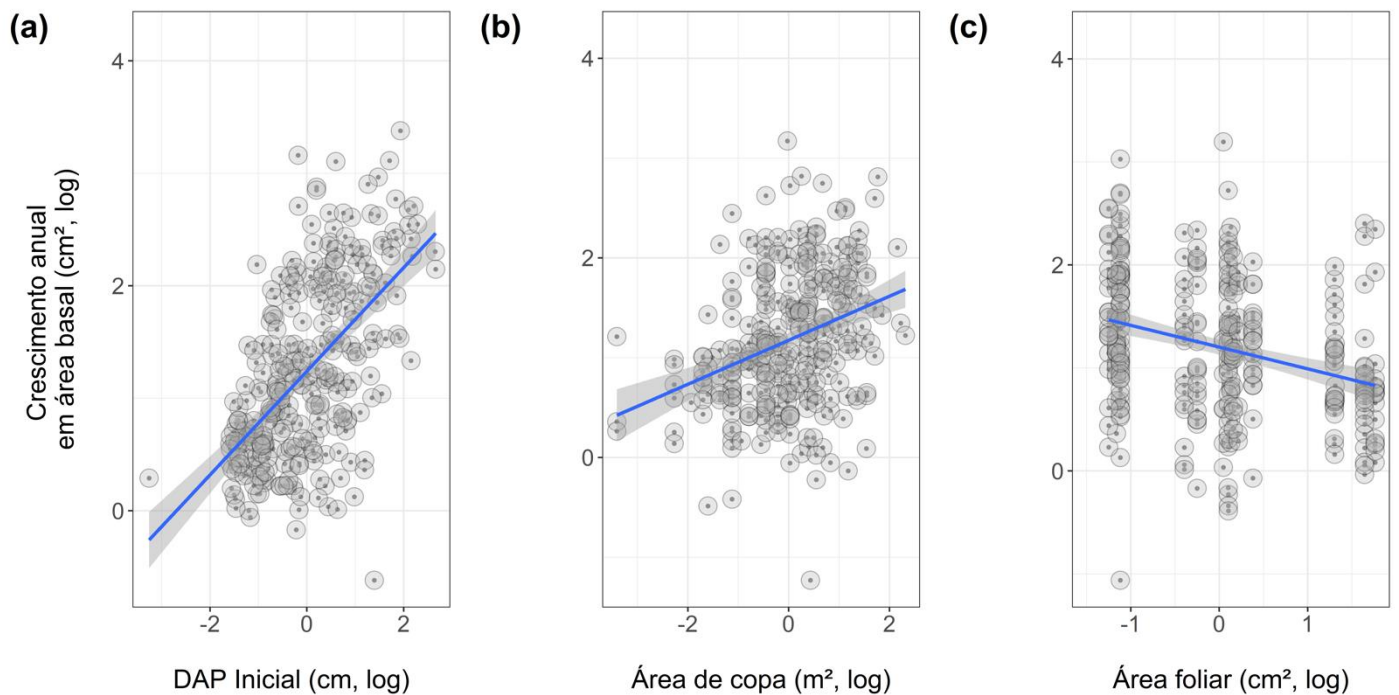 (a)
(b)
(c)
Crescimento anual
em área basal (cm², log)
4
2
0
-2
0
2
DAP Inicial (cm, log)
4
2
0
-2
0
2
Área de copa (m², log)
4
2
0
-1
0
1
Área foliar (cm², log)